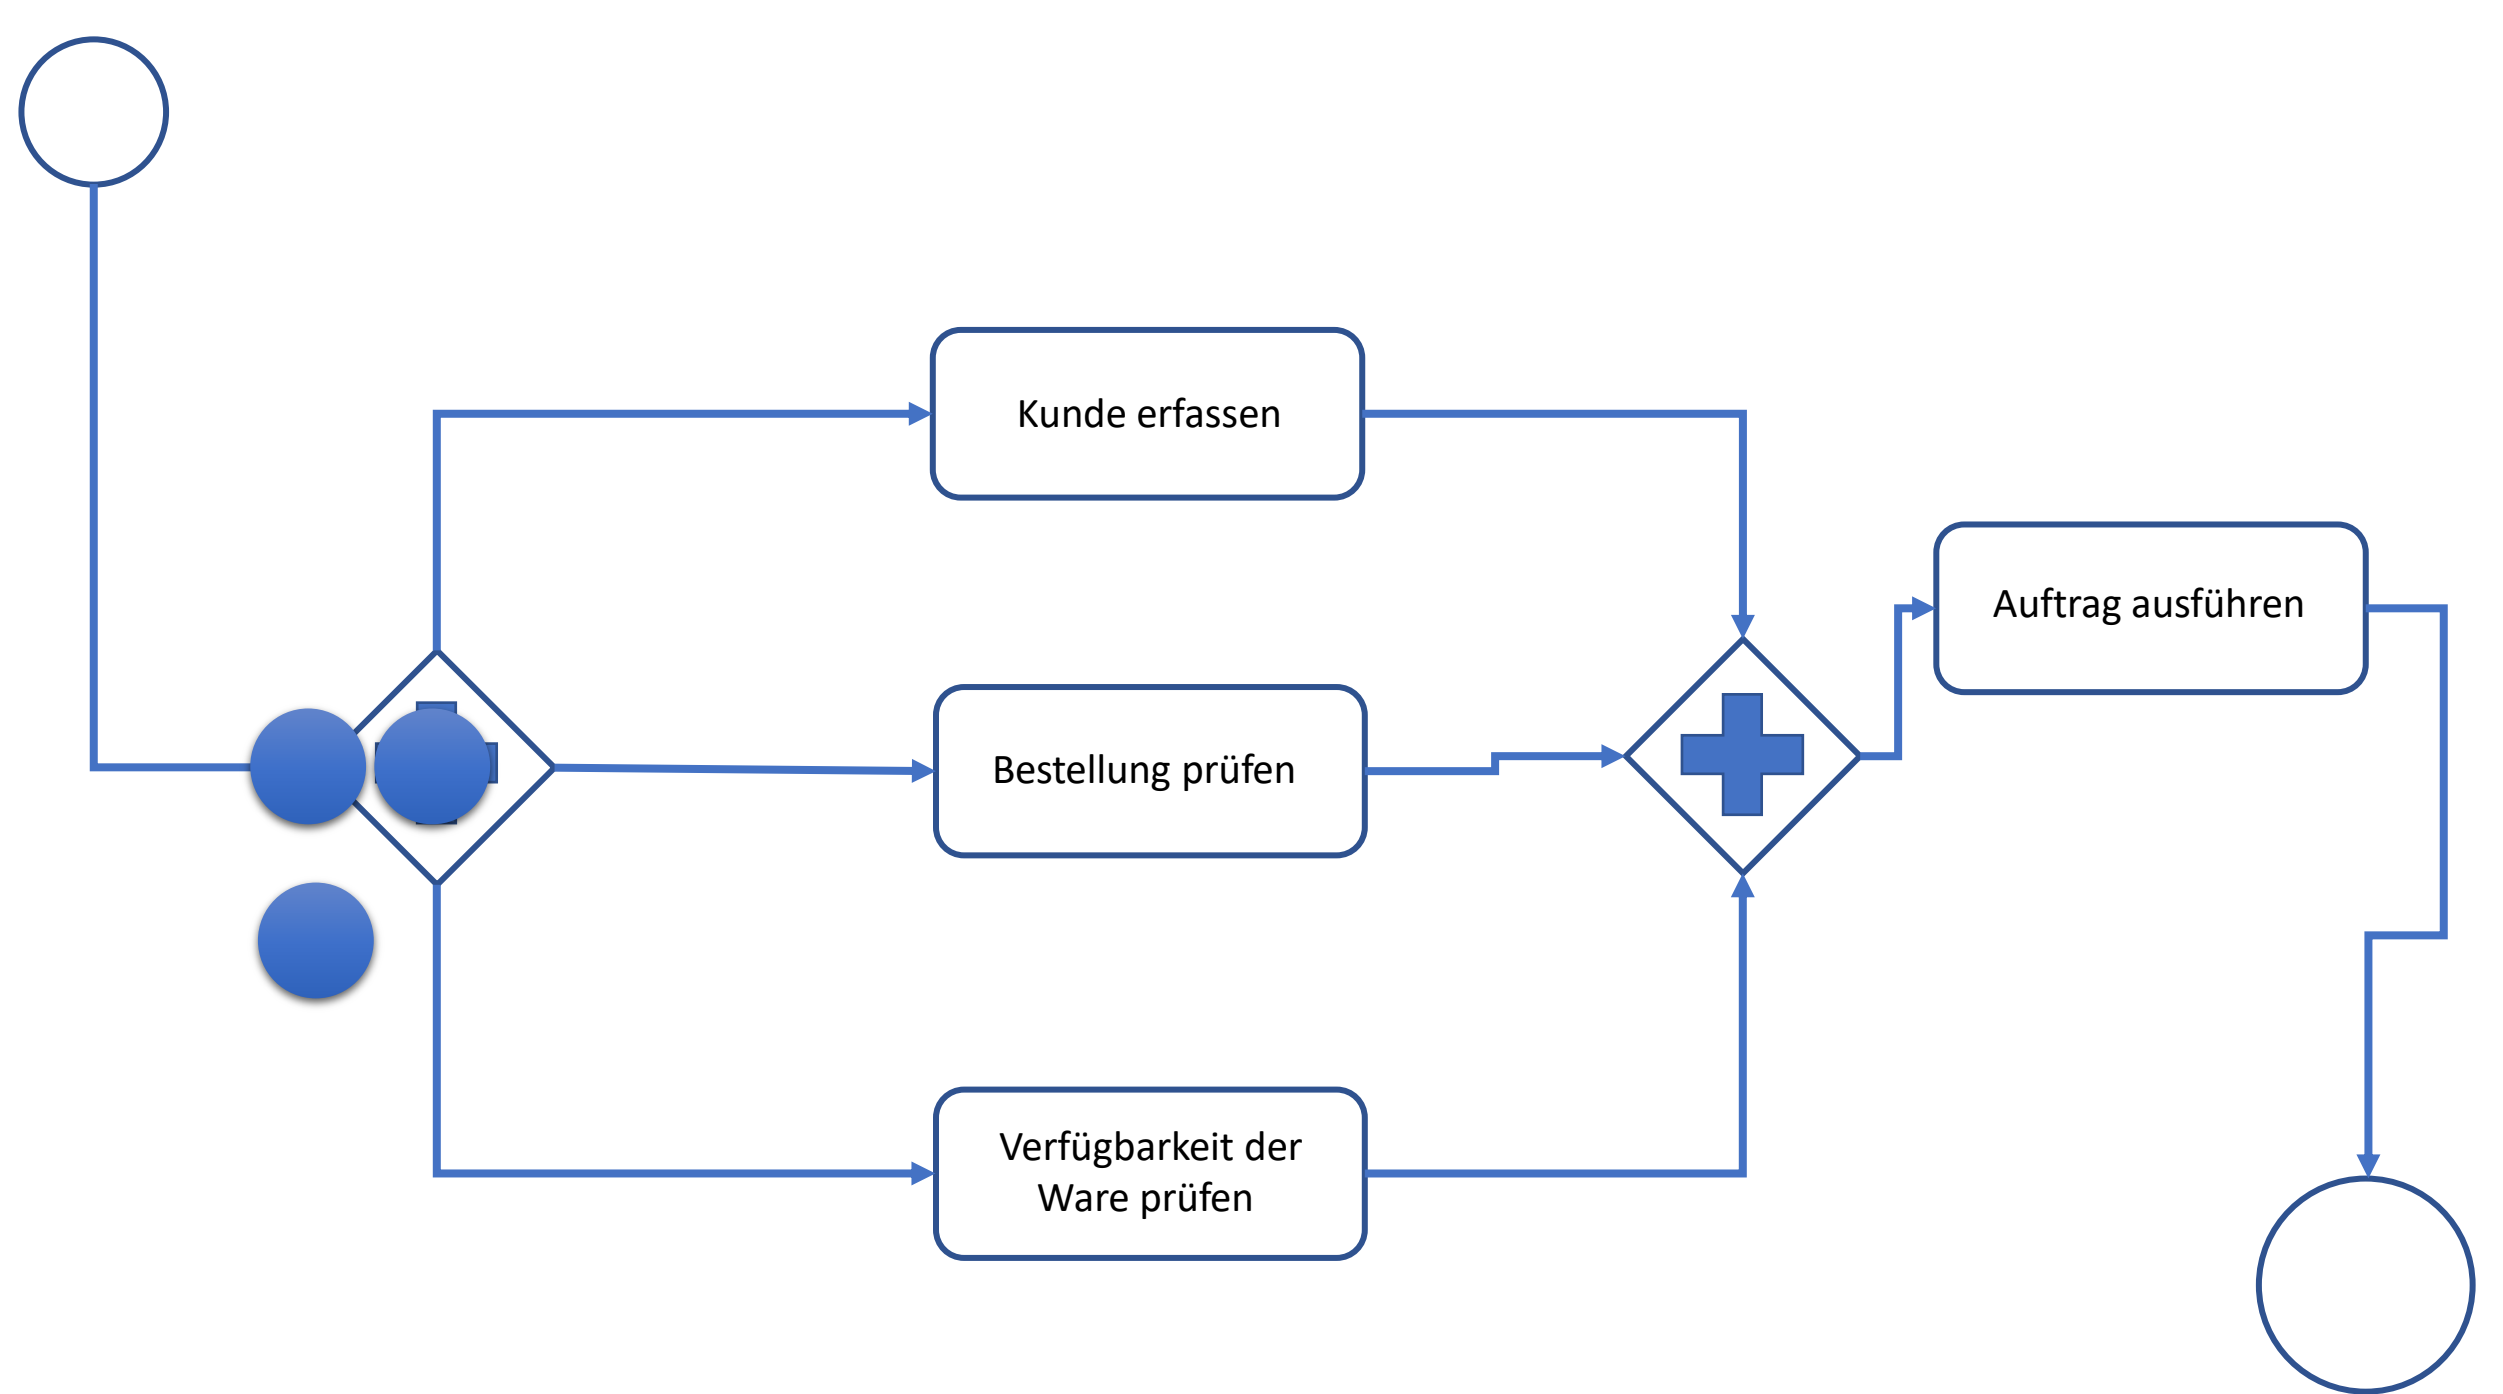 Kunde erfassen
Auftrag ausführen
Bestellung prüfen
Verfügbarkeit der
Ware prüfen